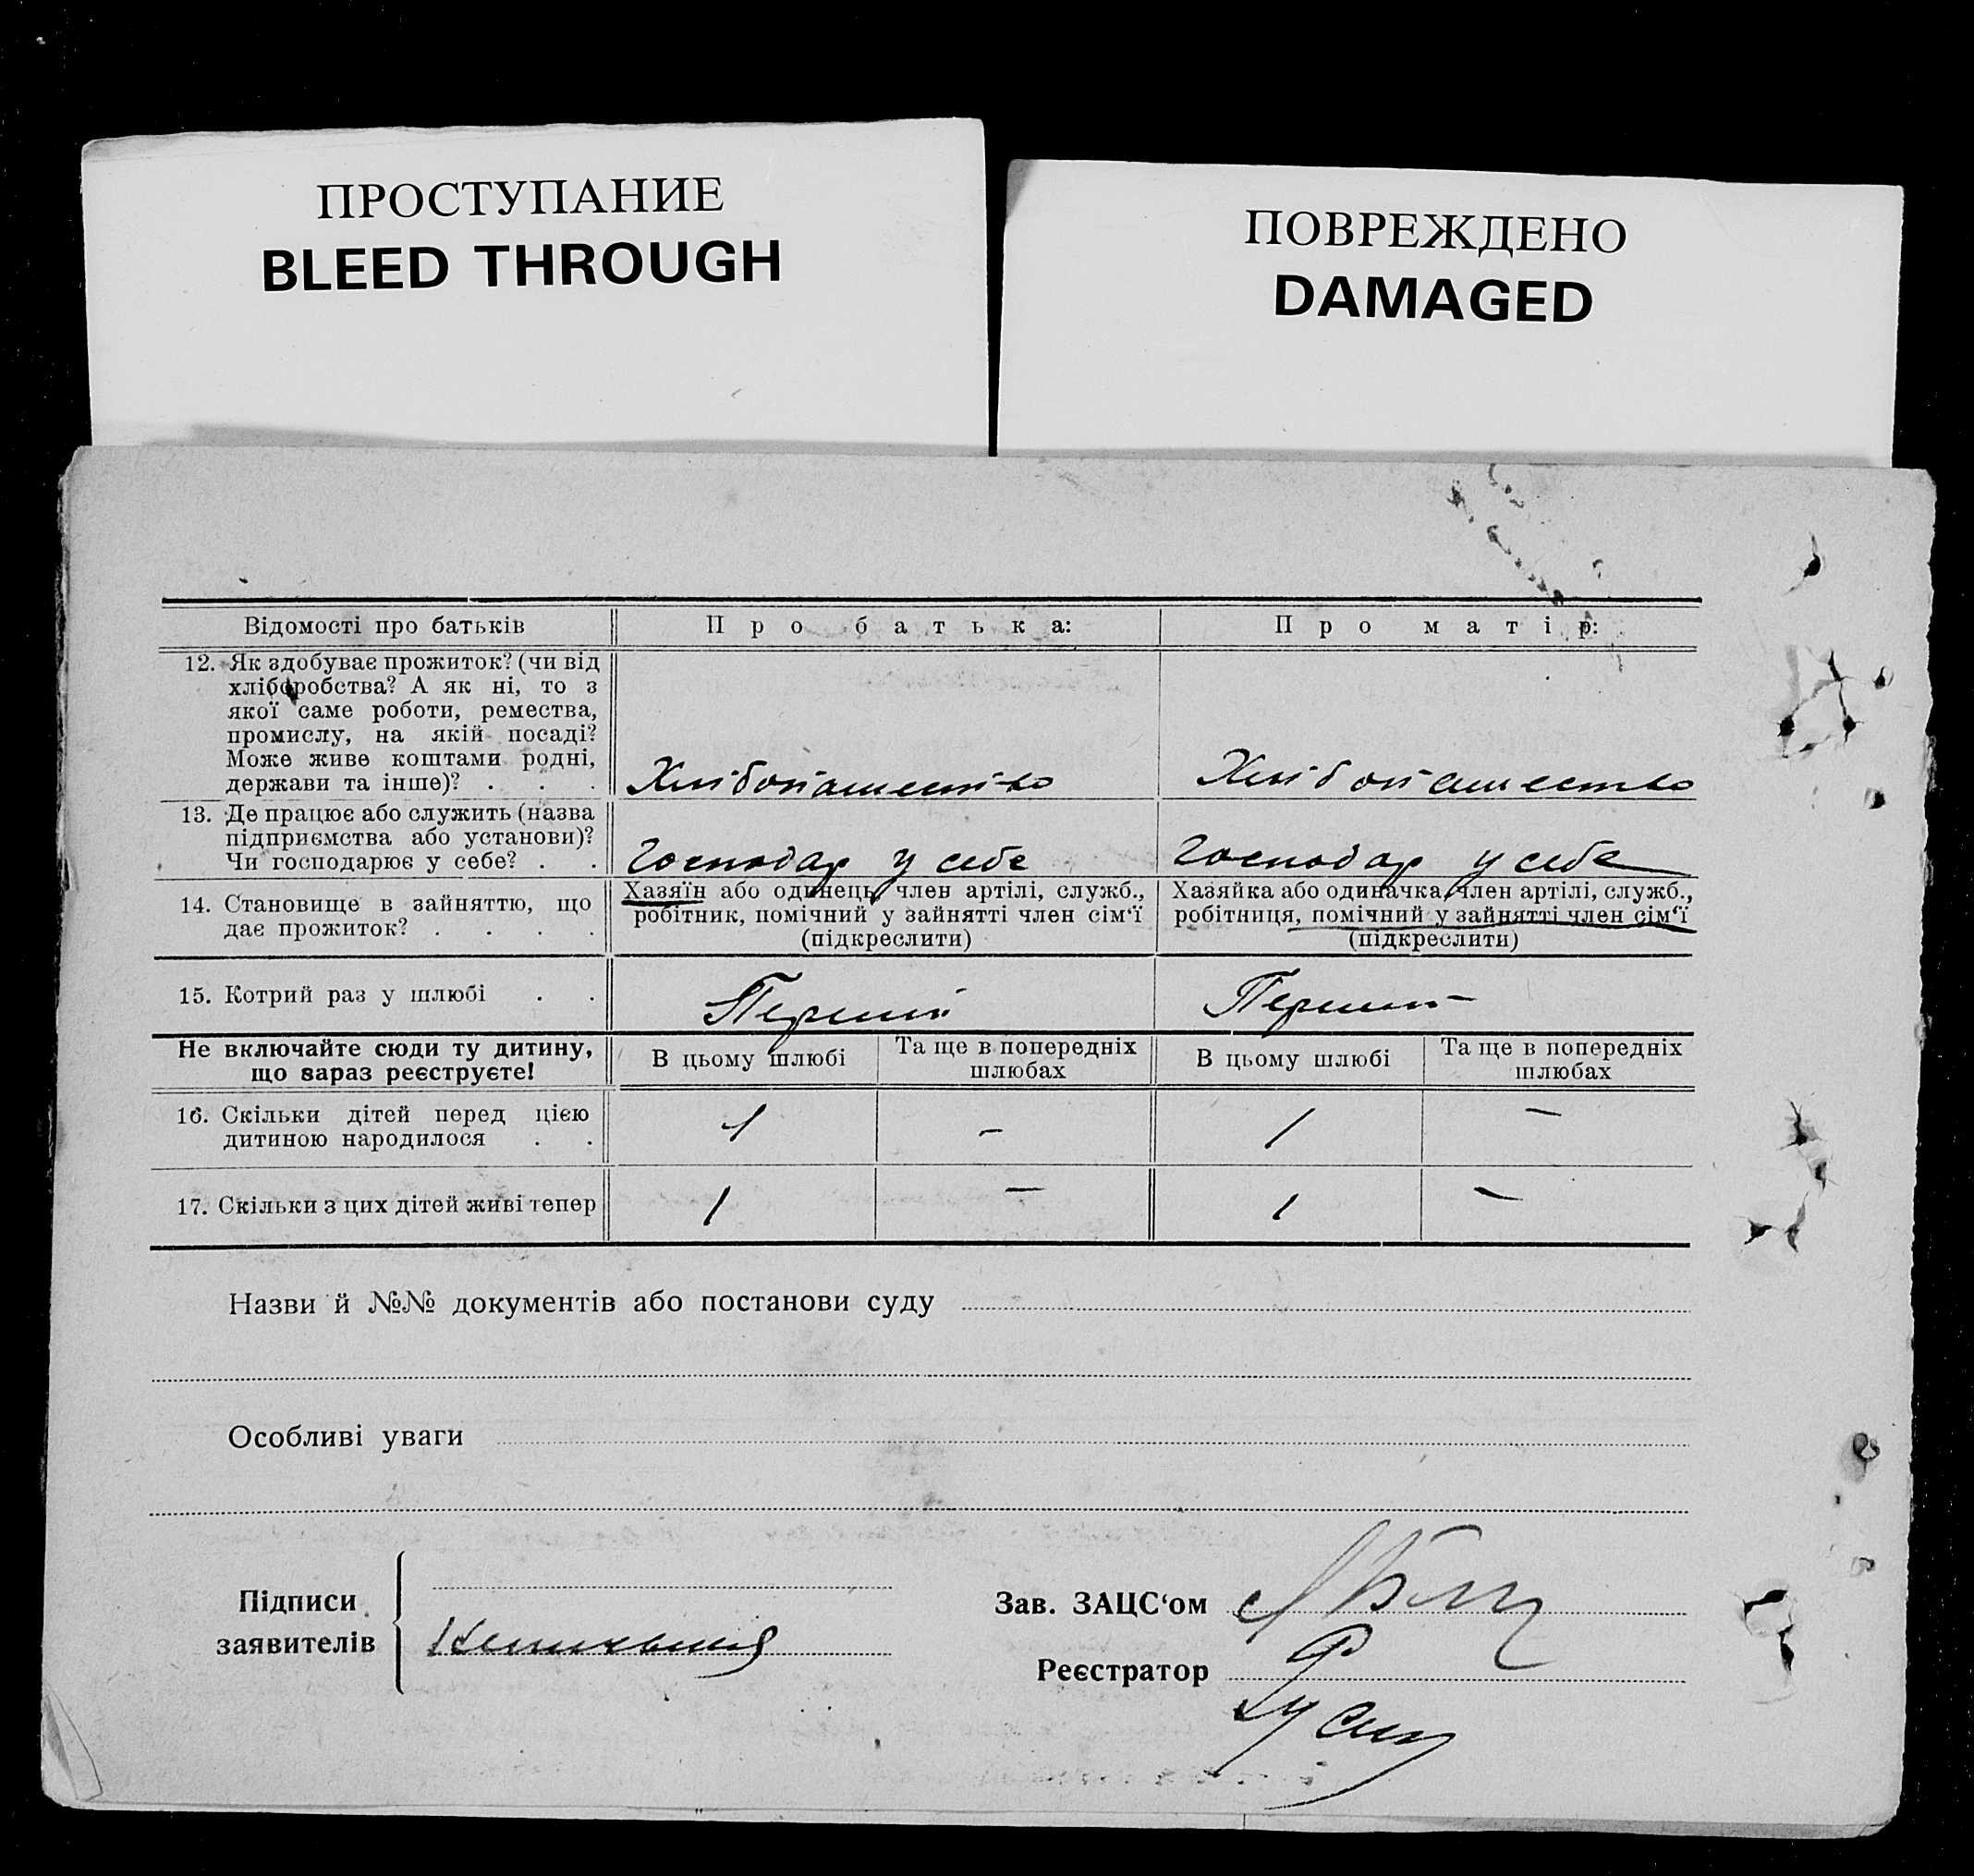 ПРОСТУПАНИЕ
BLEED THROUGH
ПОВРЕЖДЕНО
DAMAGED
Відомості про батьків
Про батька:
Про матір:
12. Як здобуває прожиток? (чи від
хлібофобства? А як ні, то з
якої саме роботи, ремества,
промислу, на якій посаді?
Може живе коштами родні,
держави та інше)? . . .
Хлібопашество
Хлібопашество
13. Де працює або служить (назва
підприємства або установи)?
Чи господарює у себе? . .
Господар у себе
Господар у себе
14. Становище в зайняттю, що
дає прожиток? . . . .
Хазяїн або одинець, член артілі, служб.,
робітник, помічний у зайнятті член сім‘ї
(підкреслити)
Хазяйка або одиначка, член артілі, служб.,
робітниця, помічний у зайнятті член сім‘ї
(підкреслити)
15. Котрий раз у шлюбі . .
Перший
Перший
Не включайте сюди ту дитину,
що зараз реєструєте!
В цьому шлюбі
Та ще в попередніх
шлюбах
В цьому шлюбі
Та ще в попередніх
шлюбах
16. Скільки дітей перед цією
дитиною народилося . .
1
–
1
–
17. Скільки з цих дітей живі тепер
1
–
1
–
Назви й №№ документів або постанови суду
Особливі уваги
Підписи
заявителів
Зав. ЗАЦС‘ом
Реєстратор